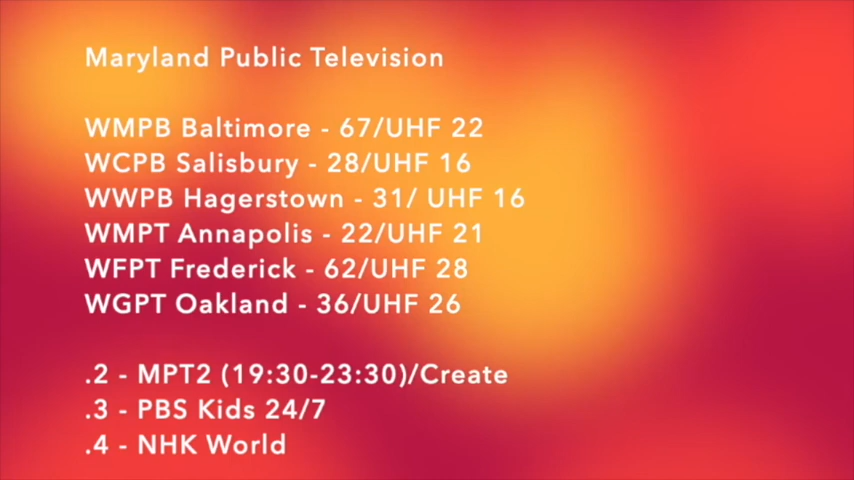 Maryland Public Television
WMPB Baltimore - 67/UHF 22
WCPB Salisbury - 28/UHF 16
WWPB Hagerstown - 31/ UHF 16
WMPT Annapolis - 22/UHF 21
WFPT Frederick - 62/UHF 28
WGPT Oakland - 36/UHF 26
.2 - MPT2 (19:30-23:30)/Create
.3 - PBS Kids 24/7
.4 - NHK World